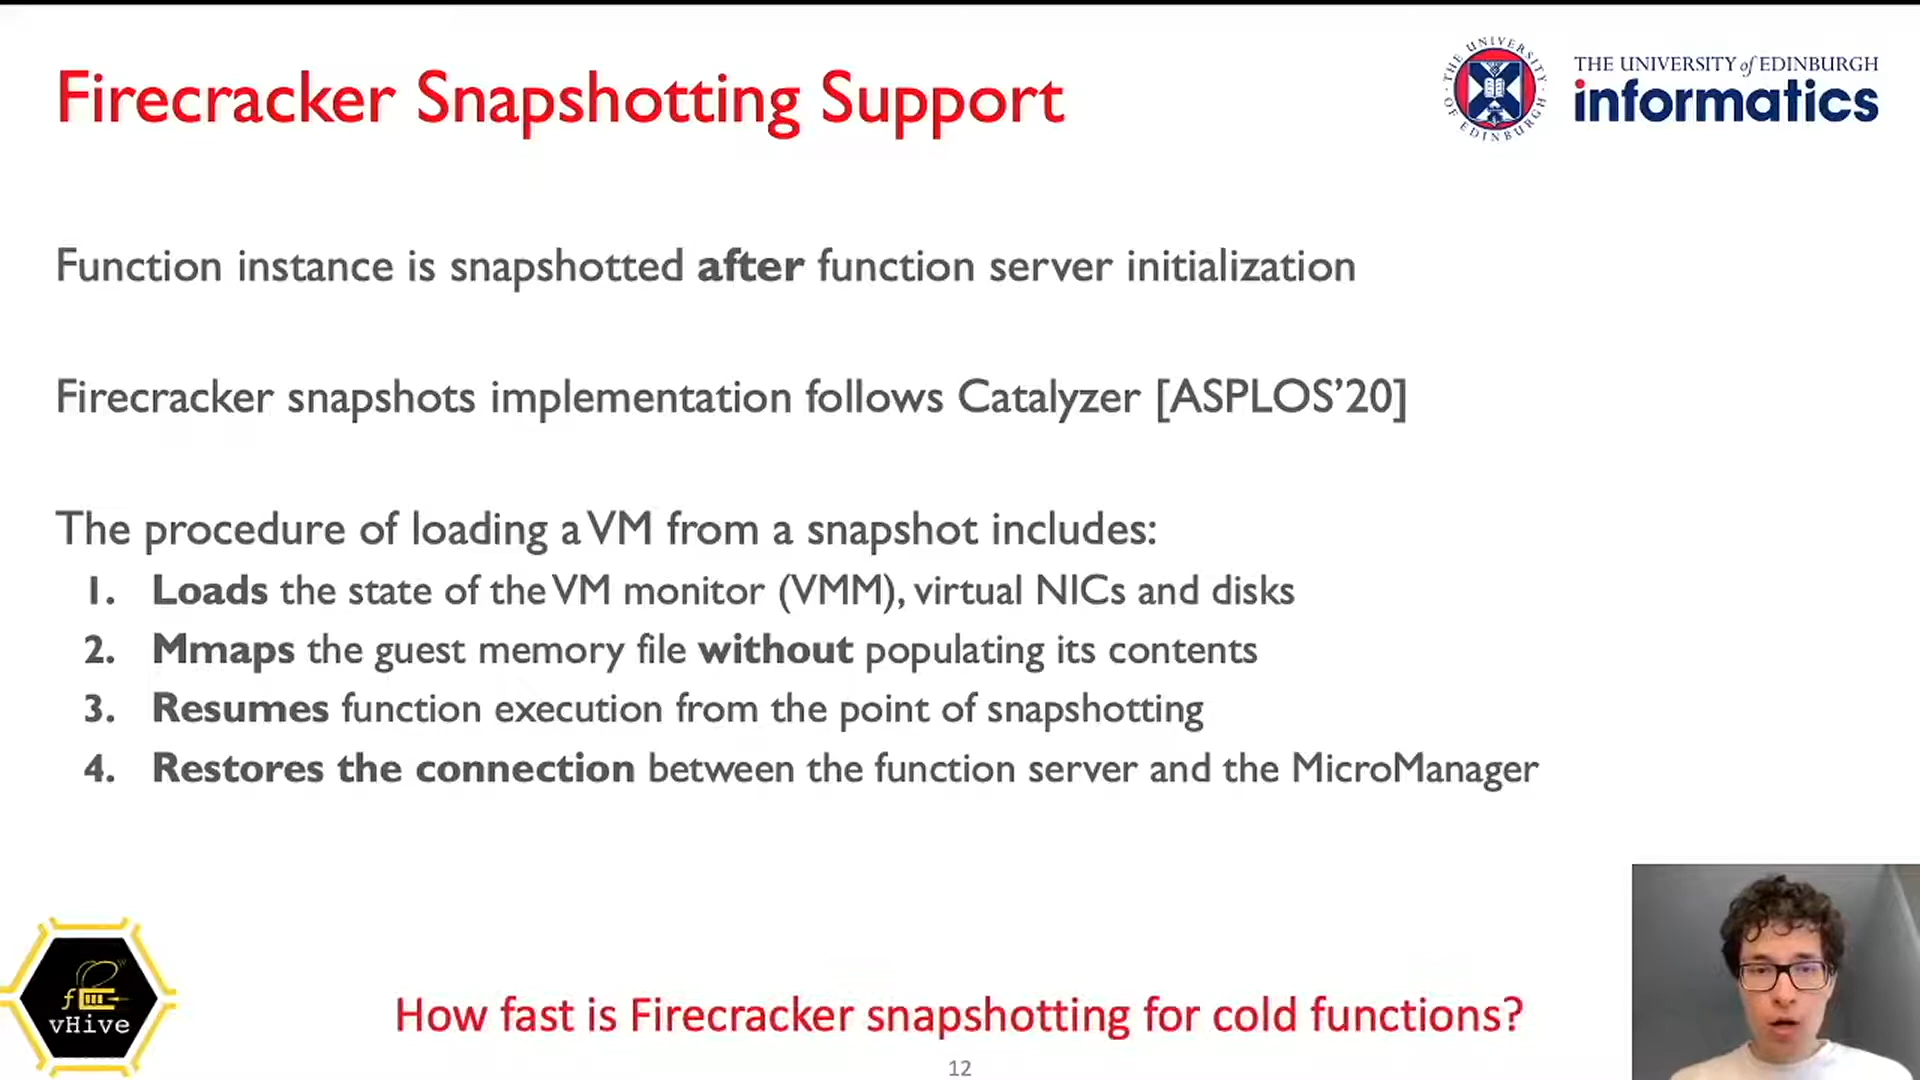 Firecracker Snapshotting Support
THE UNIVERSITY of EDINBURGH
informatics
THE UNIVERSITY OF EDINBURGH
Function instance is snapshotted after function server initialization
Firecracker snapshots implementation follows Catalyzer [ASPLOS’20]
The procedure of loading a VM from a snapshot includes:
1. Loads the state of the VM monitor (VMM), virtual NICs and disks
2. Mmaps the guest memory file without populating its contents
3. Resumes function execution from the point of snapshotting
4. Restores the connection between the function server and the MicroManager
f
vHive
How fast is Firecracker snapshotting for cold functions?
12